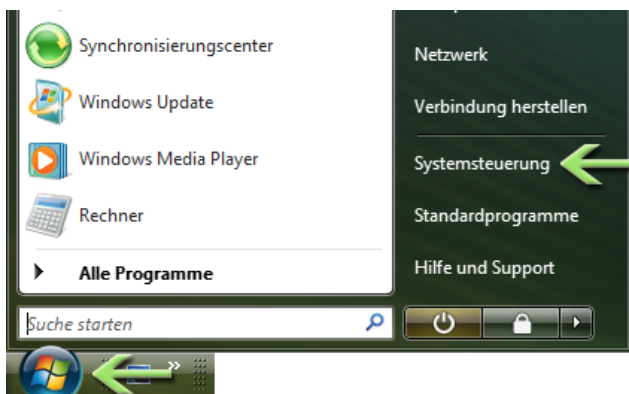 Synchronisierungscenter
Windows Update
Windows Media Player
Rechner
Alle Programme
Suche starten
Netzwerk
Verbindung herstellen
Systemsteuerung
Standardprogramme
Hilfe und Support
»